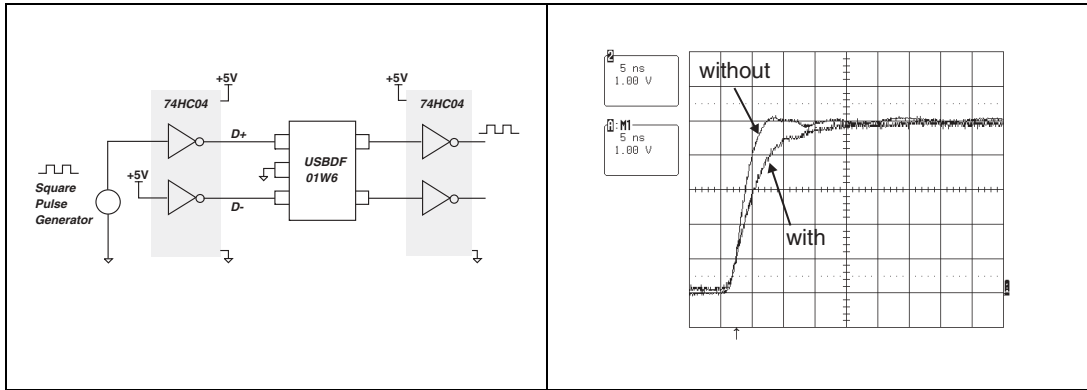 +5V
+5V
74HC04
74HC04
D+
USBDF
01W6
+5V
Square
Pulse
Generator
D-
2
5 ns
1.00 V
A:M1
5 ns
1.00 V
without
with